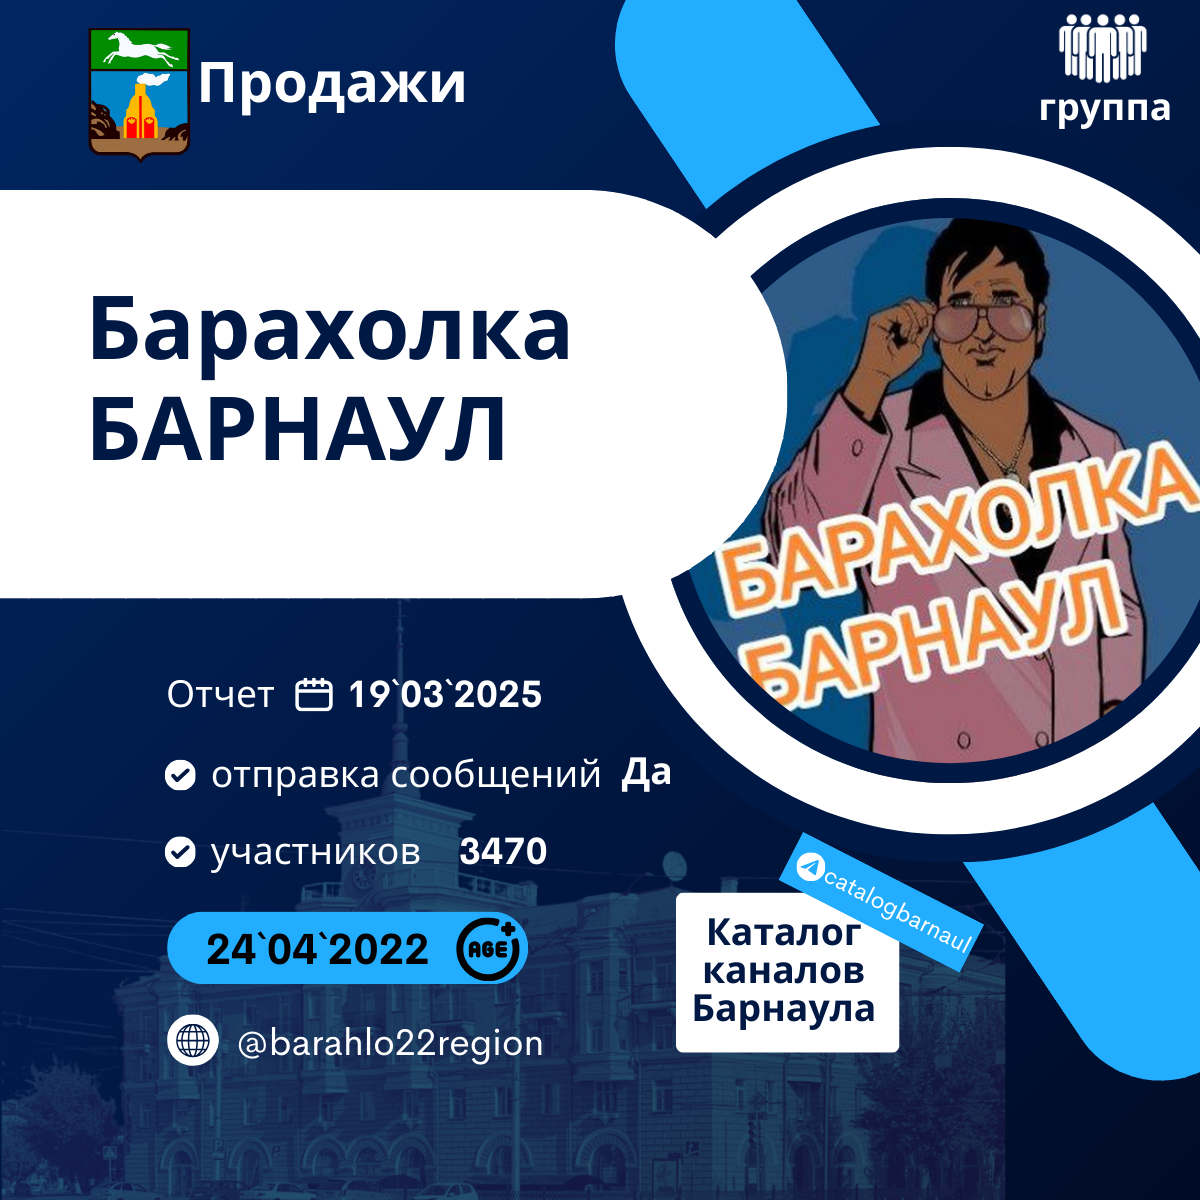 Продажи
группа
Барахолка
БАРНАУЛ
БАРАХОЛКА
БАРНАУЛ
Отчет 19`03`2025
отправка сообщений Да
участников 3470
24`04`2022 AGE+
@barahlo22region
catalogbarnaul
Каталог
каналов
Барнаула